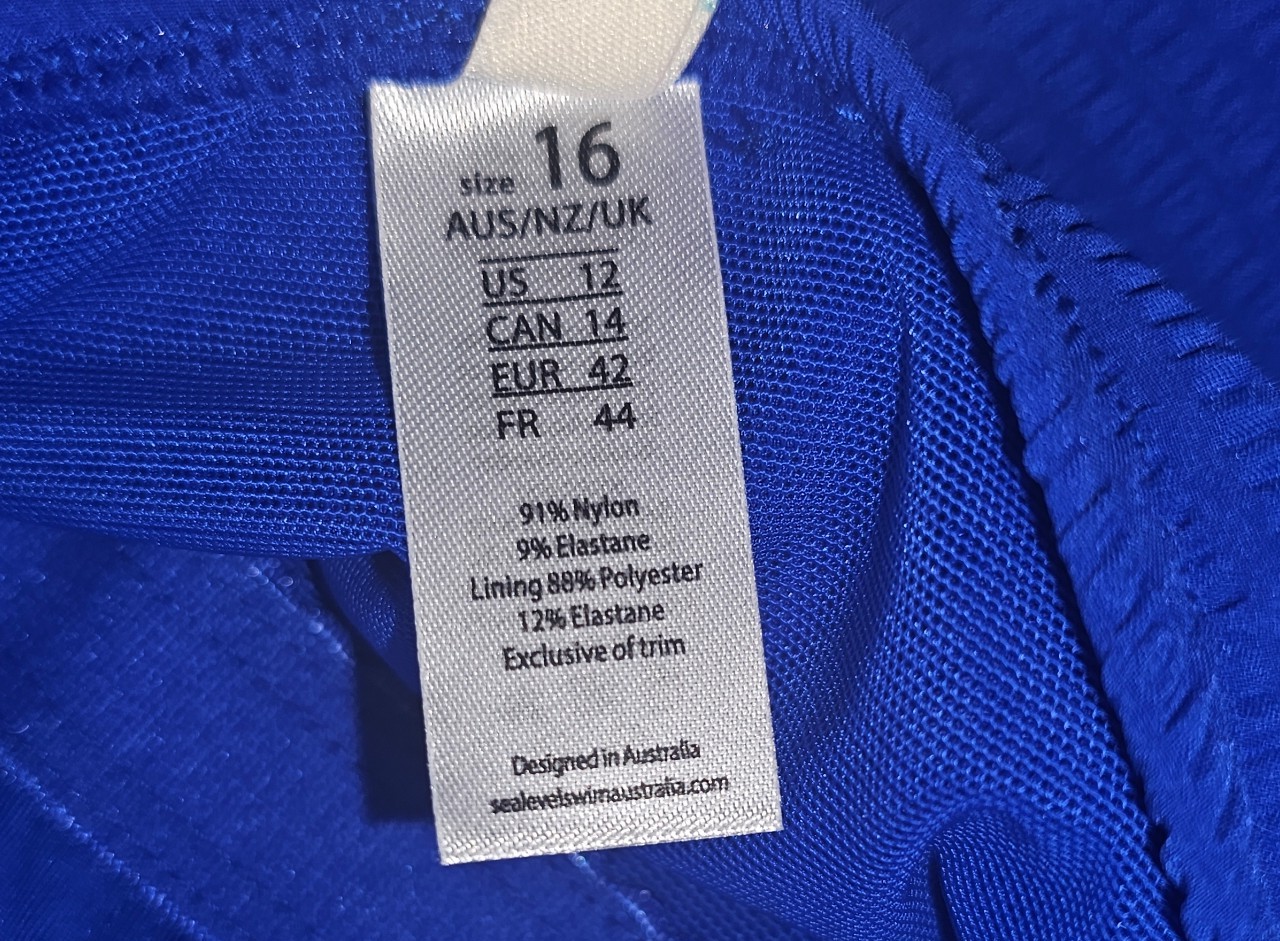 size 16
AUS/NZ/UK
US 12
CAN 14
EUR 42
FR 44
91% Nylon
9% Elastane
Lining 88% Polyester
12% Elastane
Exclusive of trim
Designed in Australia
sealevelswimaustralia.com